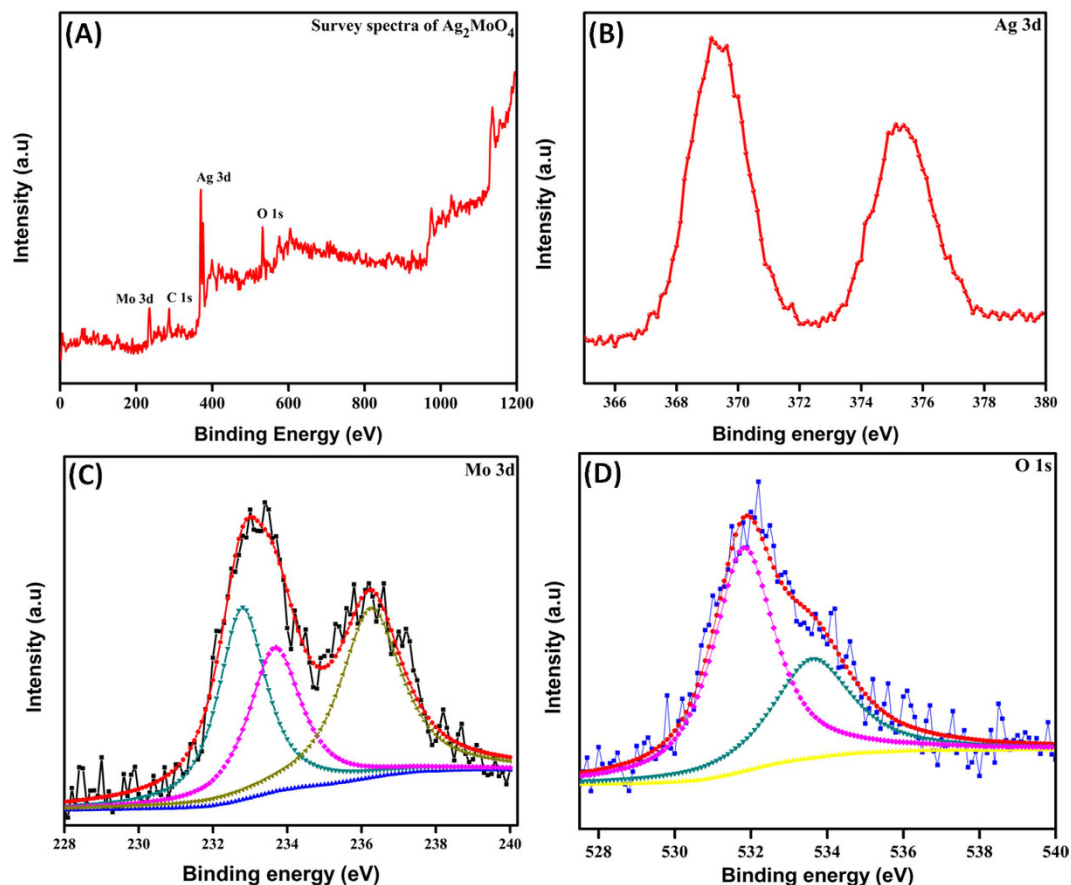 (A) Survey spectra of Ag₂MoO₄
Intensity (a.u)
Ag 3d
O 1s
Mo 3d
C 1s
0 200 400 600 800 1000 1200
Binding Energy (eV)
(B) Ag 3d
Intensity (a.u)
366 368 370 372 374 376 378 380
Binding energy (eV)
(C) Mo 3d
Intensity (a.u)
228 230 232 234 236 238 240
Binding energy (eV)
(D) O 1s
Intensity (a.u)
528 530 532 534 536 538 540
Binding energy (eV)